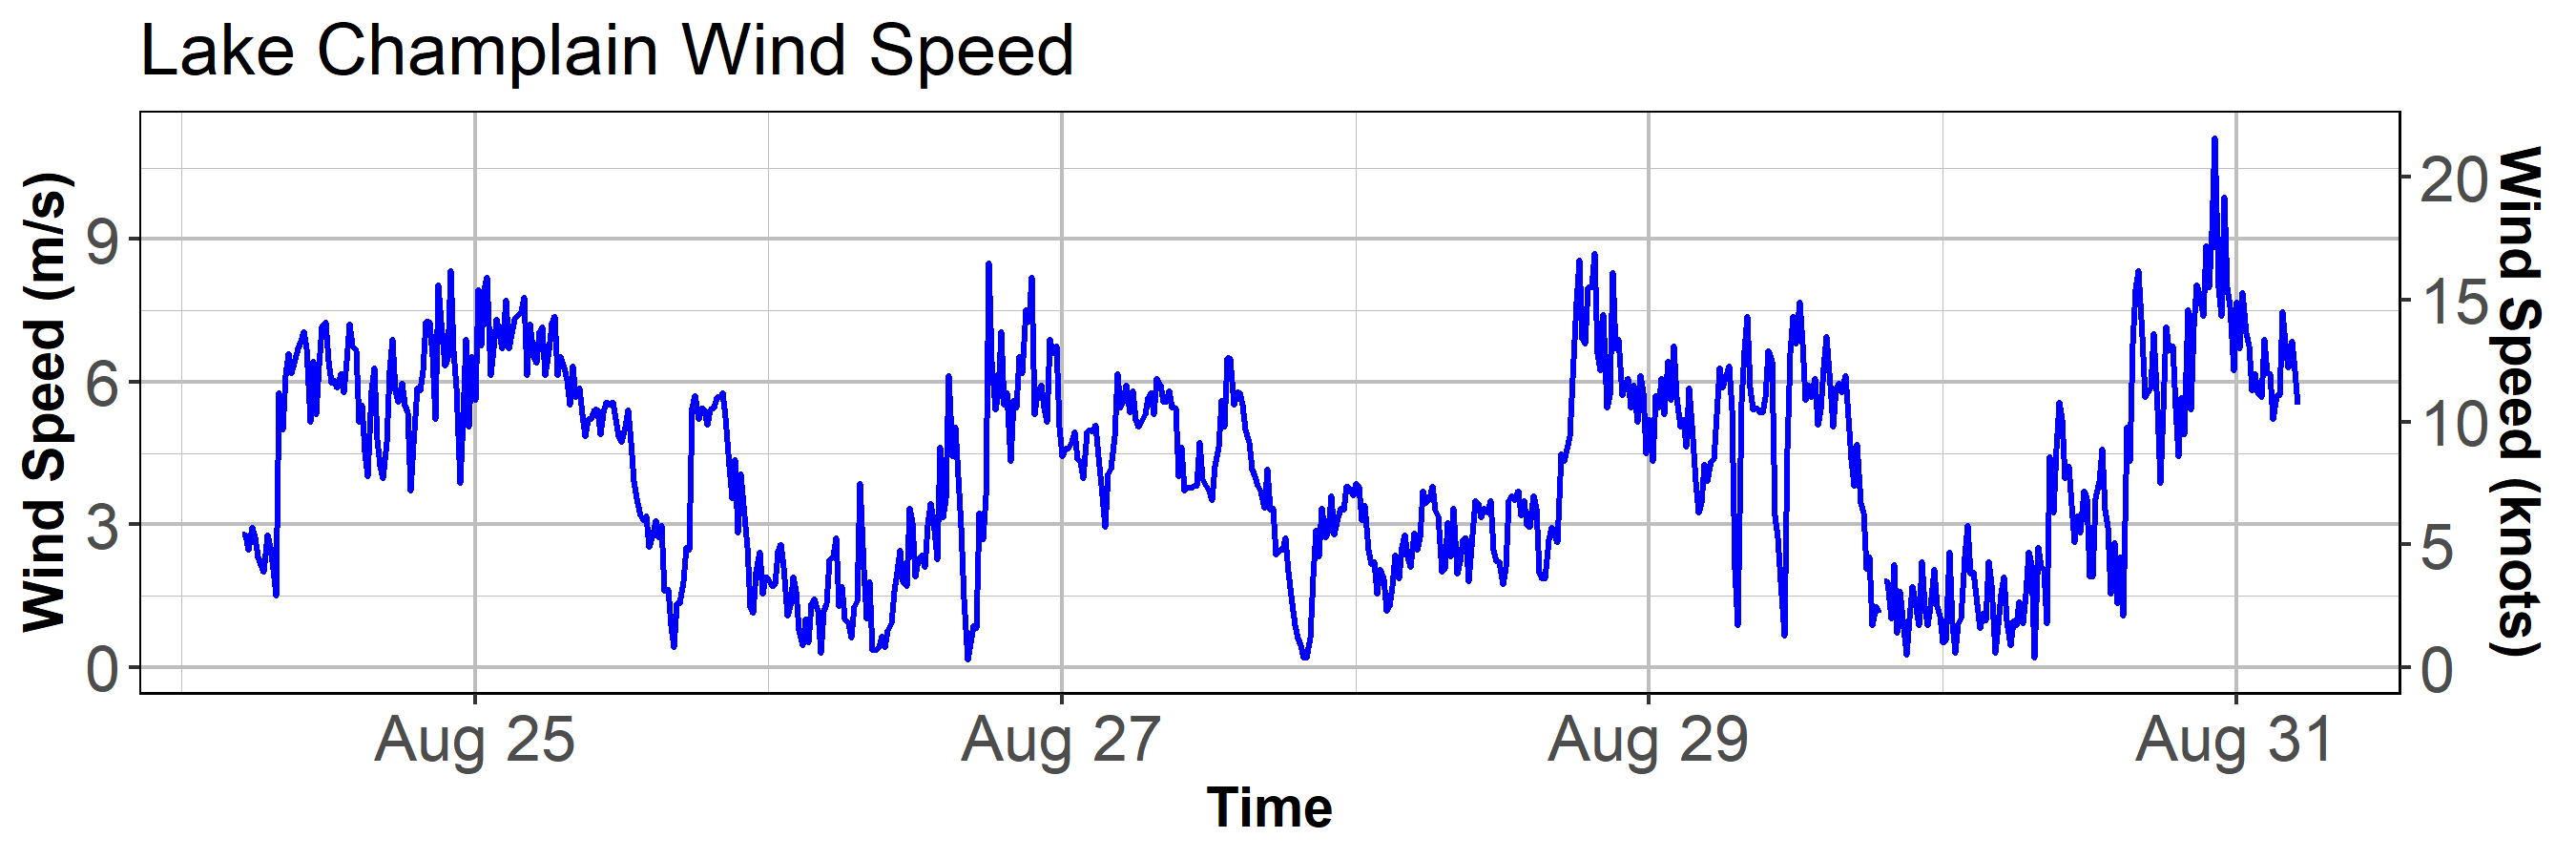 Lake Champlain Wind Speed
Wind Speed (m/s)
9
6
3
0
20
15
10
5
0
Wind Speed (knots)
Aug 25 Aug 27 Aug 29 Aug 31
Time